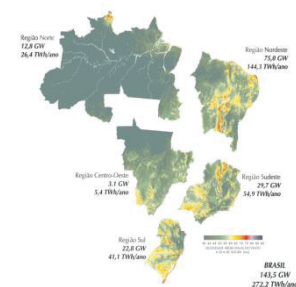 Região Norte
12,8 GW
26,4 TWh/ano
Região Nordeste
75,0 GW
144,3 TWh/ano
Região Centro-Oeste
3.1 GW
5,4 TWh/ano
Região Sudeste
29,7 GW
54,9 TWh/ano
Região Sul
22,8 GW
41,1 TWh/ano
BRASIL
143,5 GW
272,2 TWh/ano